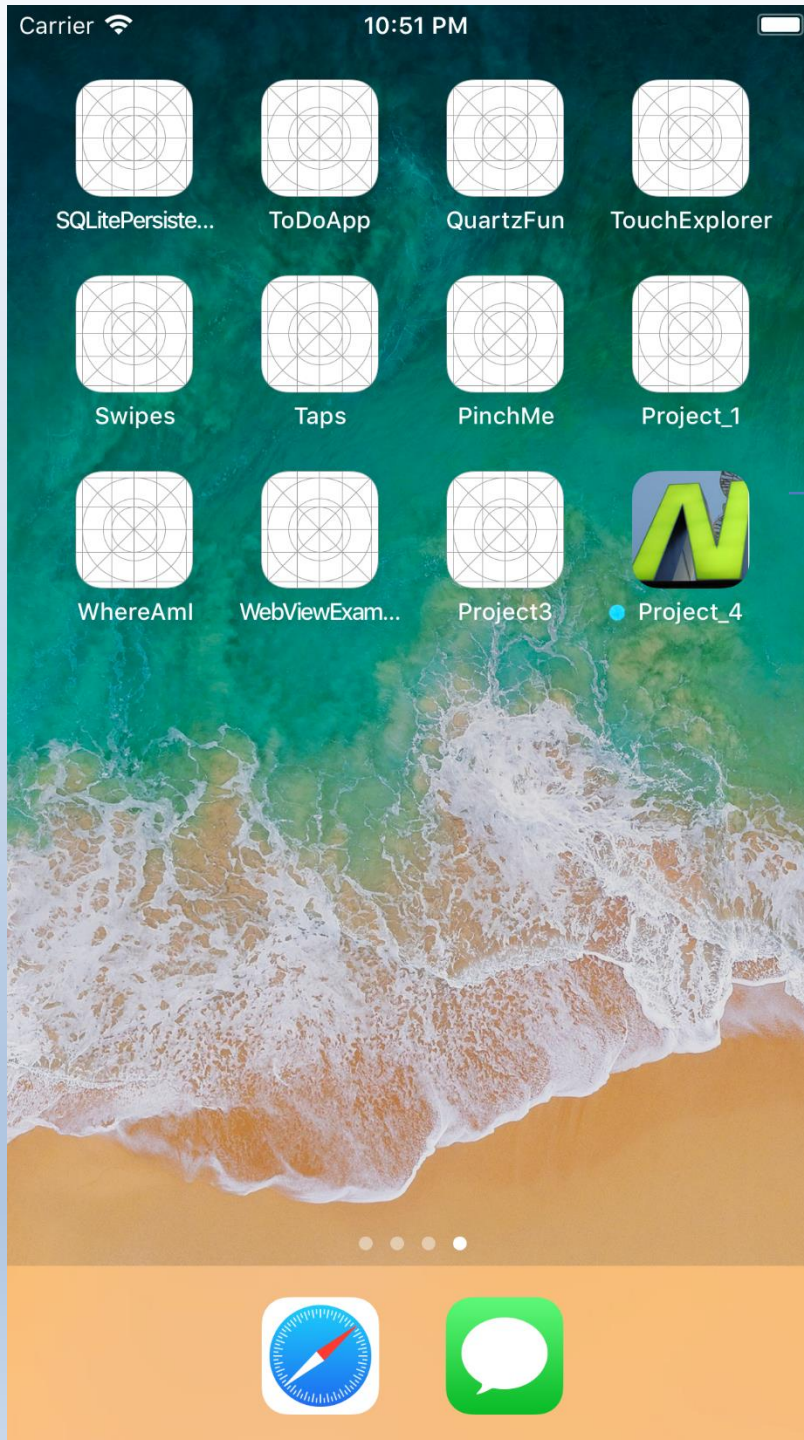 Carrier 10:51 PM
SQLitePersiste... ToDoApp QuartzFun TouchExplorer
Swipes Taps PinchMe Project_1
N
WhereAmI WebViewExam... Project3 Project_4